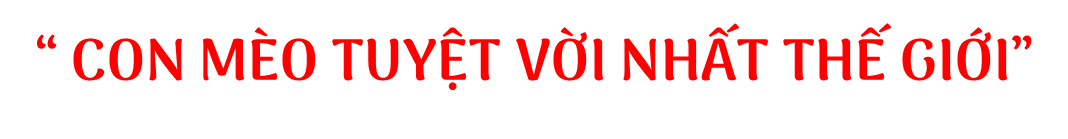 “ CON MÈO TUYỆT VỜI NHẤT THẾ GIỚI”